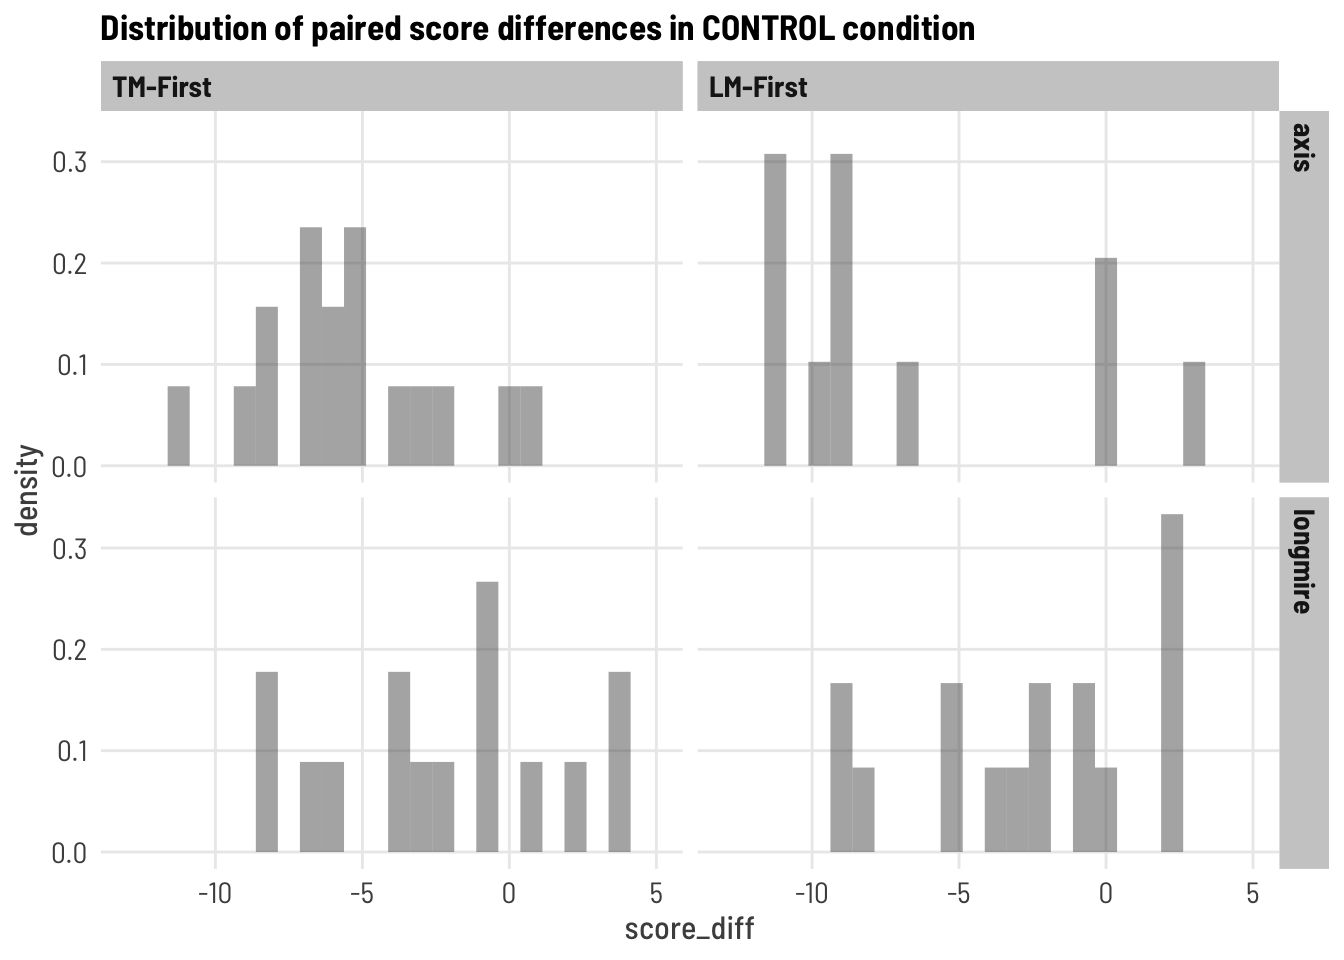 Distribution of paired score differences in CONTROL condition
TM-First
LM-First
axis
0.3
0.2
0.1
0.0
density
longmire
0.3
0.2
0.1
0.0
-10 -5 0 5
-10 -5 0 5
score_diff